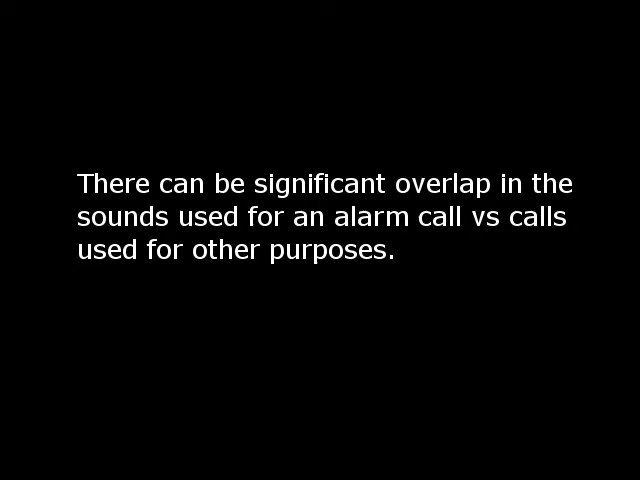 There can be significant overlap in the
sounds used for an alarm call vs calls
used for other purposes.